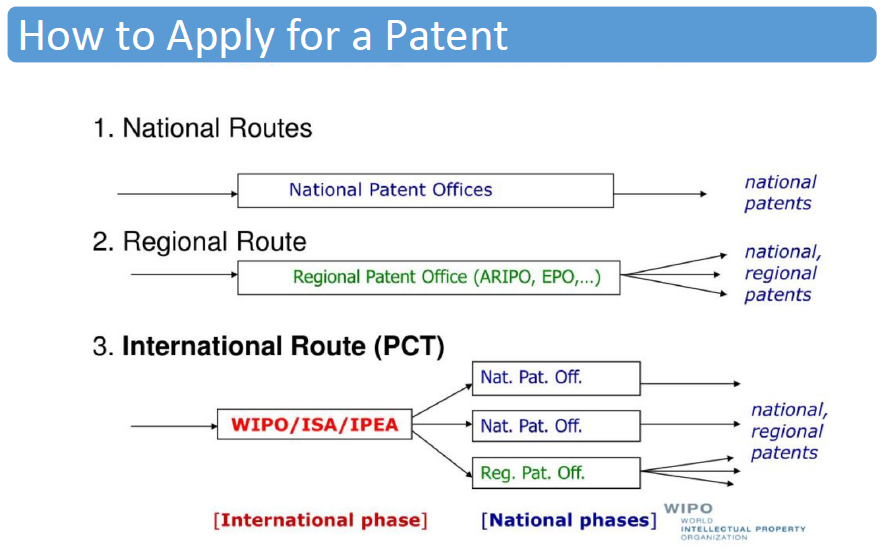 How to Apply for a Patent
1. National Routes
National Patent Offices
national
patents
2. Regional Route
Regional Patent Office (ARIPO, EPO,...)
national,
regional
patents
3. International Route (PCT)
WIPO/ISA/IPEA
Nat. Pat. Off.
Nat. Pat. Off.
Reg. Pat. Off.
national,
regional
patents
[International phase]
[National phases]
WIPO
WORLD
INTELLECTUAL PROPERTY
ORGANIZATION